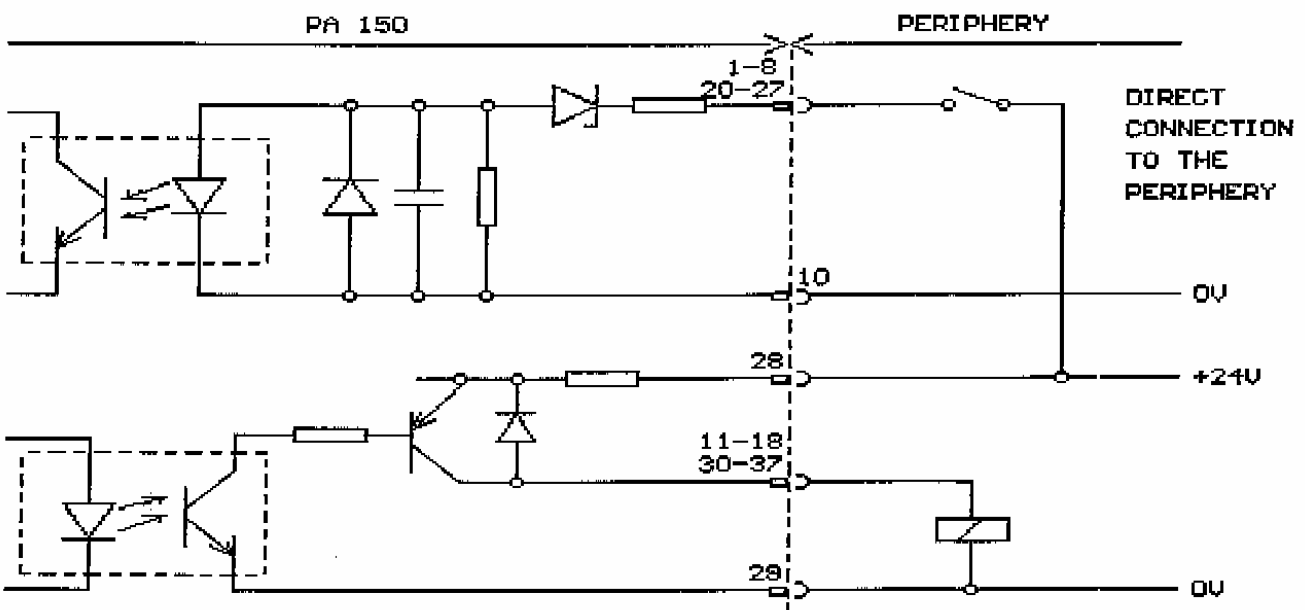 PA 150
PERIPHERY
1-8
20-27
DIRECT
CONNECTION
TO THE
PERIPHERY
10
0V
28
+24V
11-18
30-37
29
0V